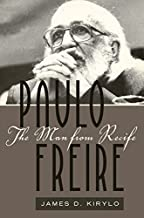 PAULO
The Man from Recife
FREIRE
JAMES D. KIRYLO